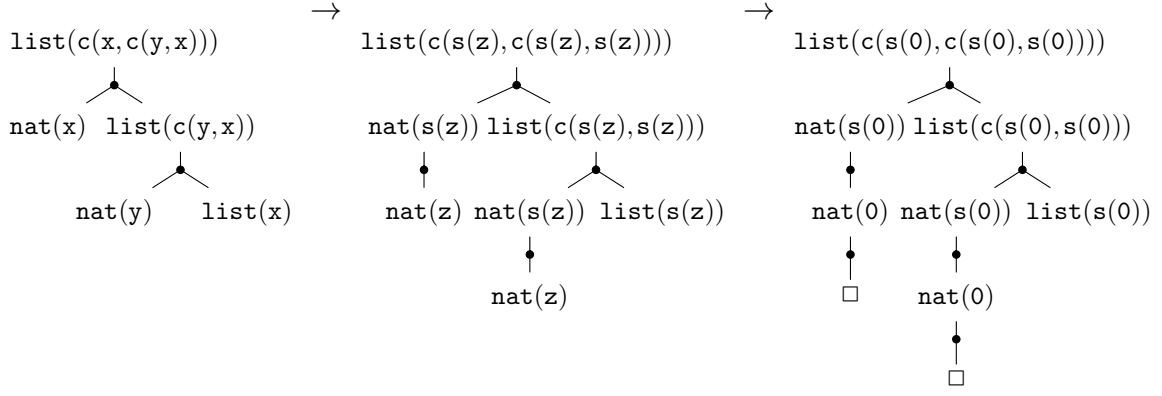 → →
list(c(x,c(y,x))) list(c(s(z),c(s(z),s(z)))) list(c(s(0),c(s(0),s(0))))
nat(x) list(c(y,x)) nat(s(z)) list(c(s(z),s(z))) nat(s(0)) list(c(s(0),s(0)))
nat(y) list(x) nat(z) nat(s(z)) list(s(z)) nat(0) nat(s(0)) list(s(0))
nat(z) □ nat(0)
□